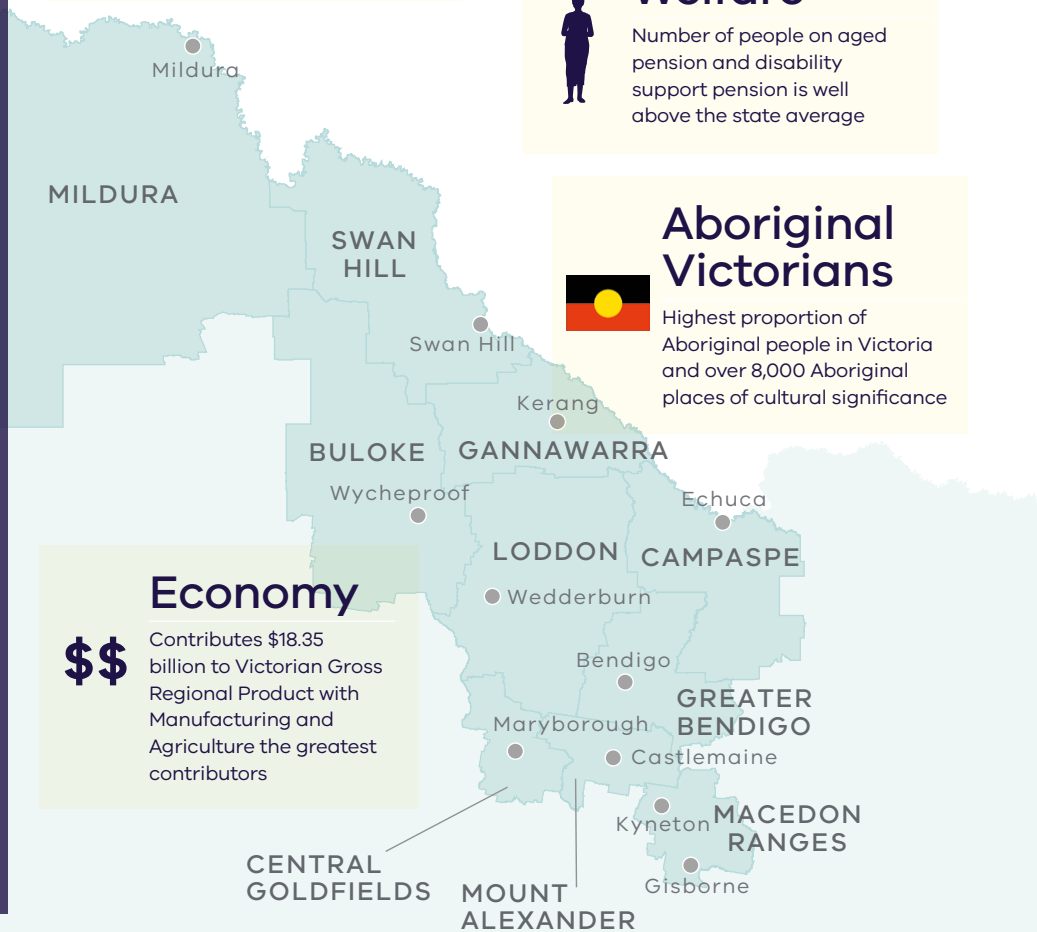 Welfare
Number of people on aged
pension and disability
support pension is well
above the state average
Mildura
MILDURA
SWAN
HILL
Aboriginal
Victorians
Highest proportion of
Aboriginal people in Victoria
and over 8,000 Aboriginal
places of cultural significance
Swan Hill
Kerang
BULOKE
GANNAWARRA
Wycheproof
Echuca
LODDON
CAMPASPE
Economy
$$
Contributes $18.35
billion to Victorian Gross
Regional Product with
Manufacturing and
Agriculture the greatest
contributors
Wedderburn
Bendigo
GREATER
BENDIGO
Maryborough
Castlemaine
Kyneton
MACEDON
RANGES
CENTRAL
GOLDFIELDS
MOUNT
ALEXANDER
Gisborne